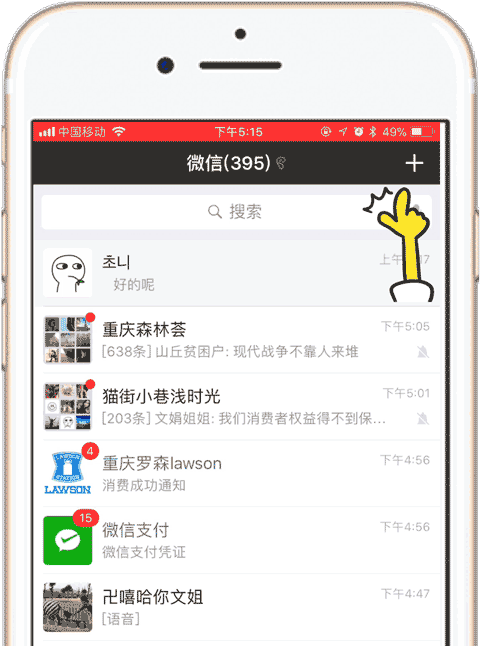 中国移动 下午5:15 49%
微信(395)
搜索
초니 上午 17
好的呢
重庆森林荟 下午5:05
[638条] 山丘贫困户: 现代战争不靠人来堆
猫街小巷浅时光 下午5:01
[203条] 文娟姐姐: 我们消费者权益得不到保...
4
重庆罗森lawson 下午4:56
消费成功通知
LAWSON STATION
LAWSON
15
微信支付 下午4:56
微信支付凭证
卍嘻哈你文姐 下午4:47
[语音]